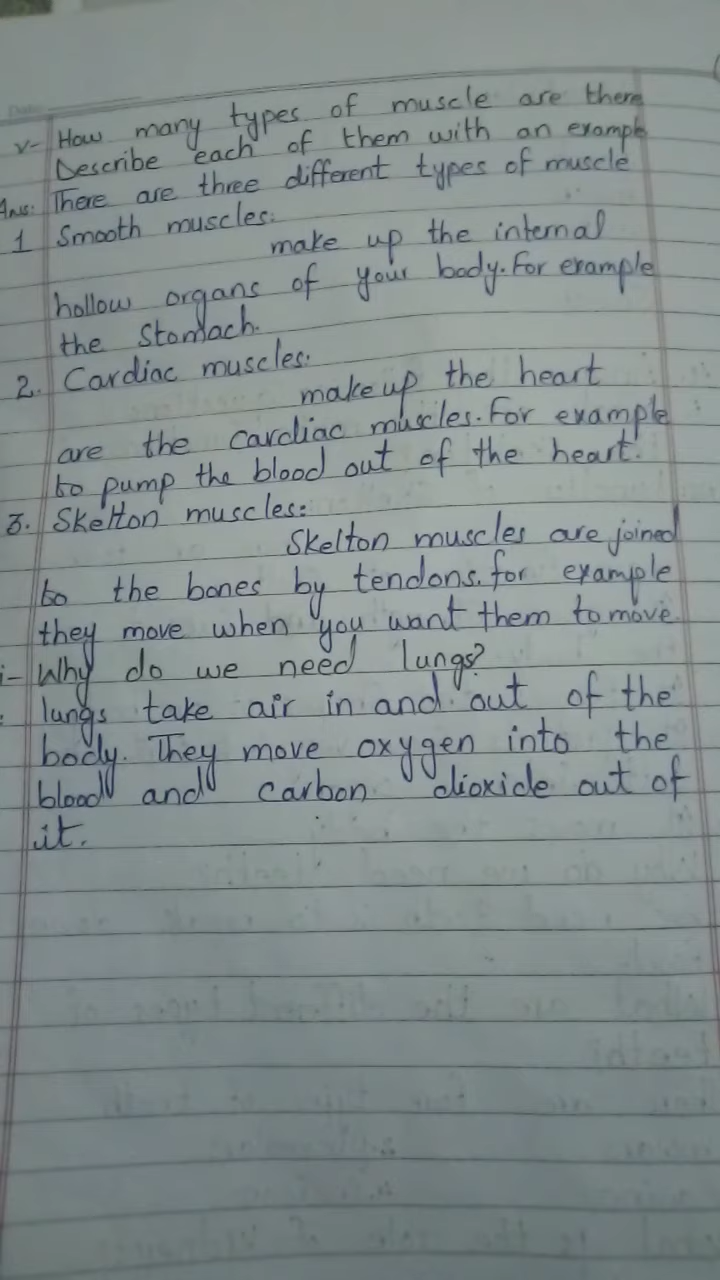 v- How many types of muscle are there
Describe each of them with an exampl
Ans: There are three different types of muscle
1 Smooth muscles:
make up the internal
hollow organs of your body. For example
the Stomach.
2. Cardiac muscles:
make up the heart
are the cardiac muscles. For example
to pump the blood out of the heart.
3. Skelton muscles:
Skelton muscles are joined
to the bones by tendons. for example
they move when you want them to move.
i- Why do we need lungs?
: lungs take air in and out of the
body. They move oxygen into the
blood and carbon dioxide out of
it.